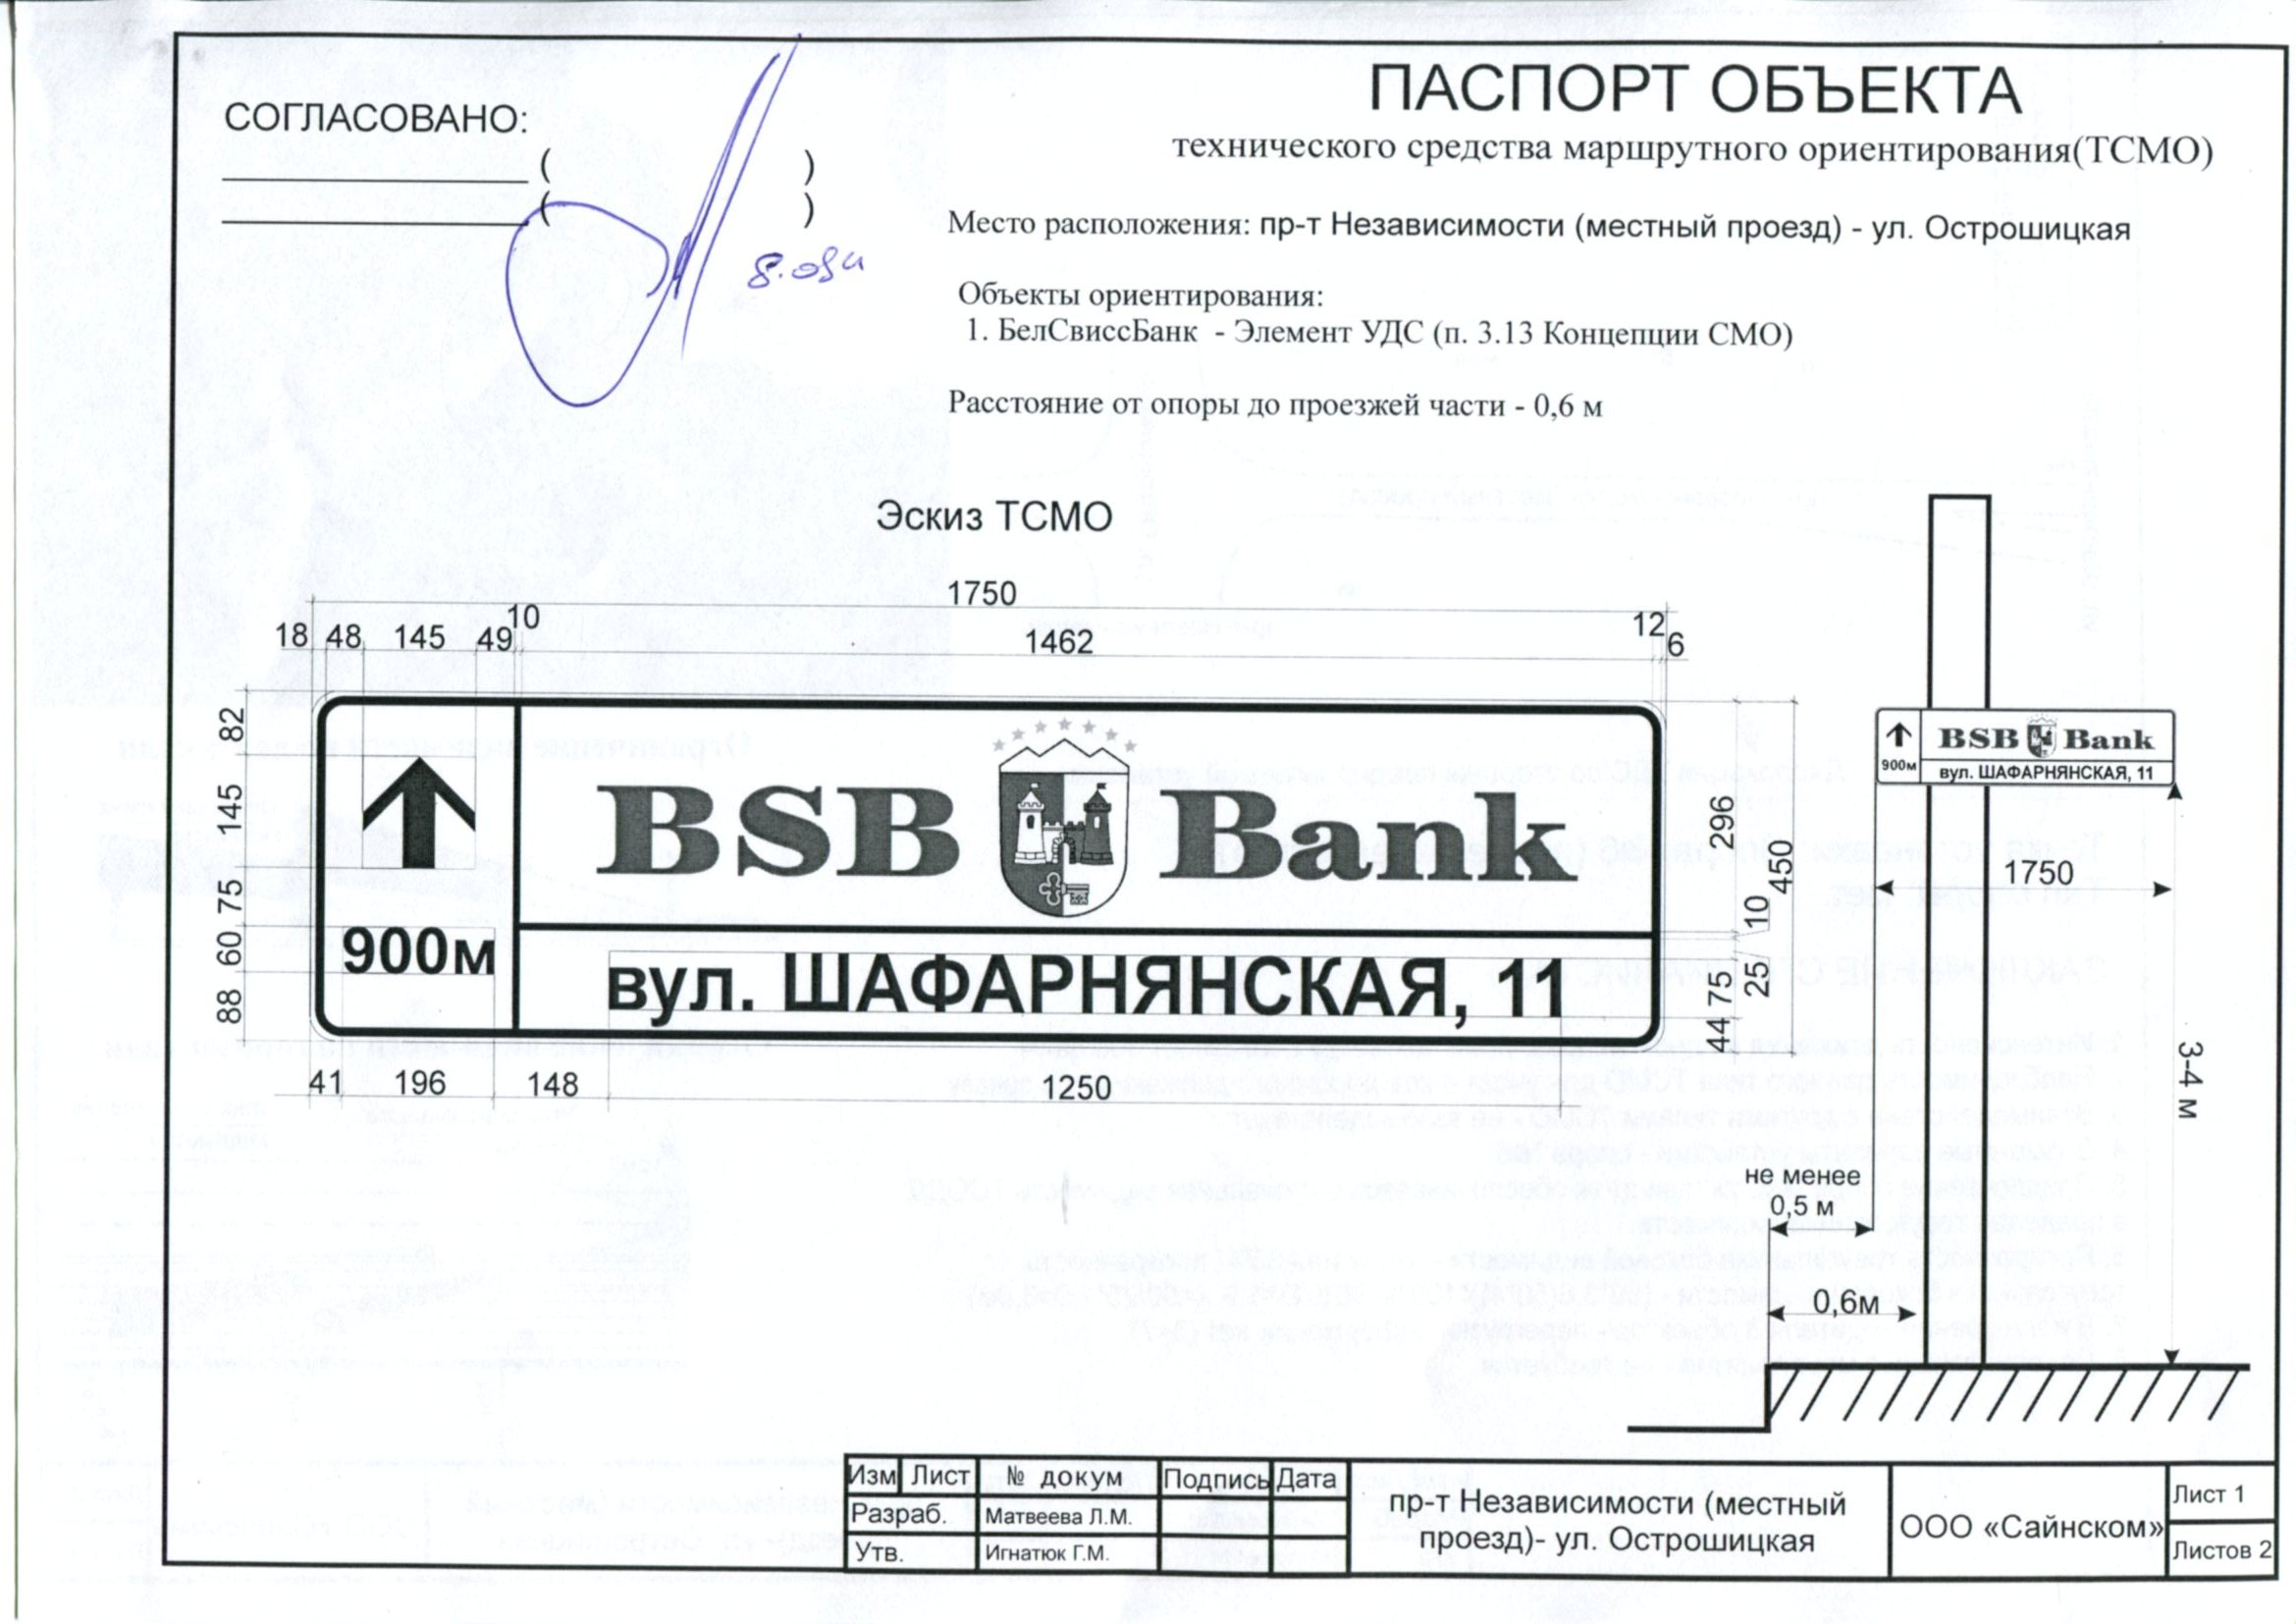 СОГЛАСОВАНО:
( )
( )
ПАСПОРТ ОБЪЕКТА
технического средства маршрутного ориентирования(ТСМО)
Место расположения: пр-т Независимости (местный проезд) - ул. Острошицкая
Объекты ориентирования:
1. БелСвиссБанк - Элемент УДС (п. 3.13 Концепции СМО)
Расстояние от опоры до проезжей части - 0,6 м
Эскиз ТСМО
1750
18 48 145 49 10 1462 12 6
82 145 75 60 88
900м
BSB Bank
вул. ШАФАРНЯНСКАЯ, 11
296 10 25 75 44 450
41 196 148 1250
900м
BSB Bank
вул. ШАФАРНЯНСКАЯ, 11
1750
3-4 м
не менее
0,5 м
0,6м
Изм Лист № докум Подпись Дата
Разраб. Матвеева Л.М.
Утв. Игнатюк Г.М.
пр-т Независимости (местный
проезд)- ул. Острошицкая
ООО «Сайнском»
Лист 1
Листов 2